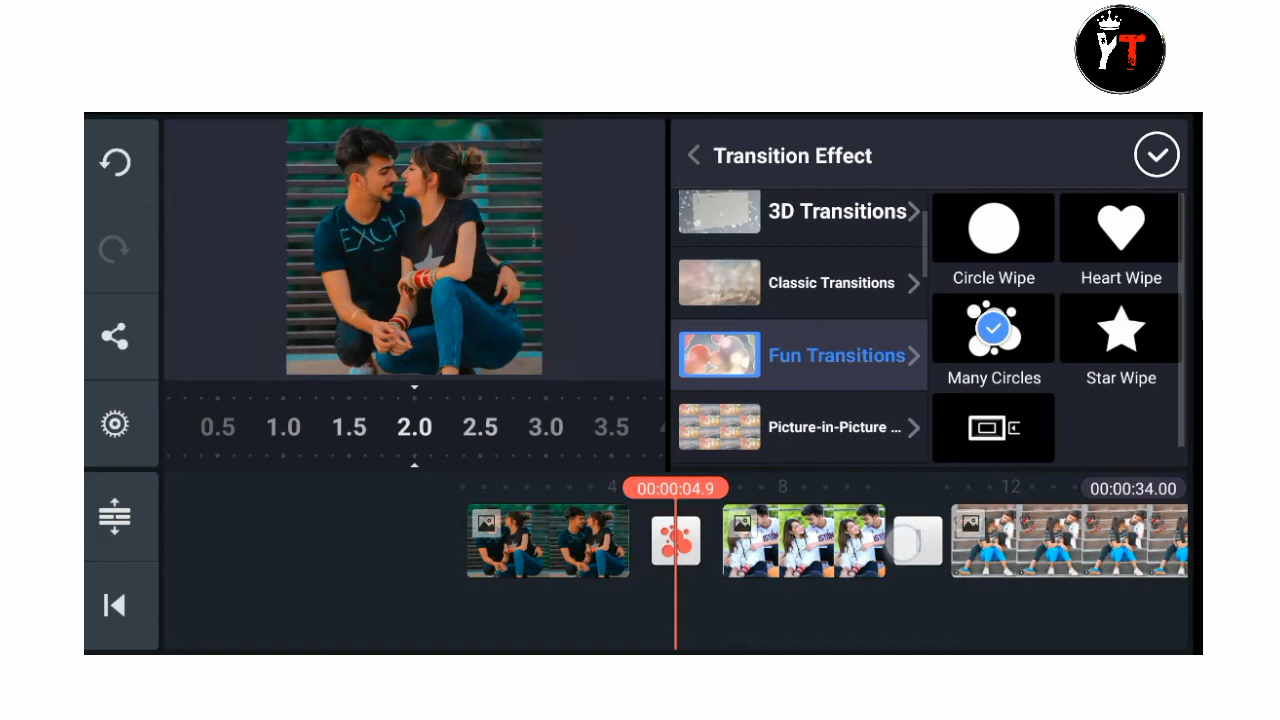 YT
Transition Effect
3D Transitions
Classic Transitions
Fun Transitions
Picture-in-Picture ...
Circle Wipe
Heart Wipe
Many Circles
Star Wipe
EXCH
0.5 1.0 1.5 2.0 2.5 3.0 3.5
4 00:00:04.9 8 12 00:00:34.00